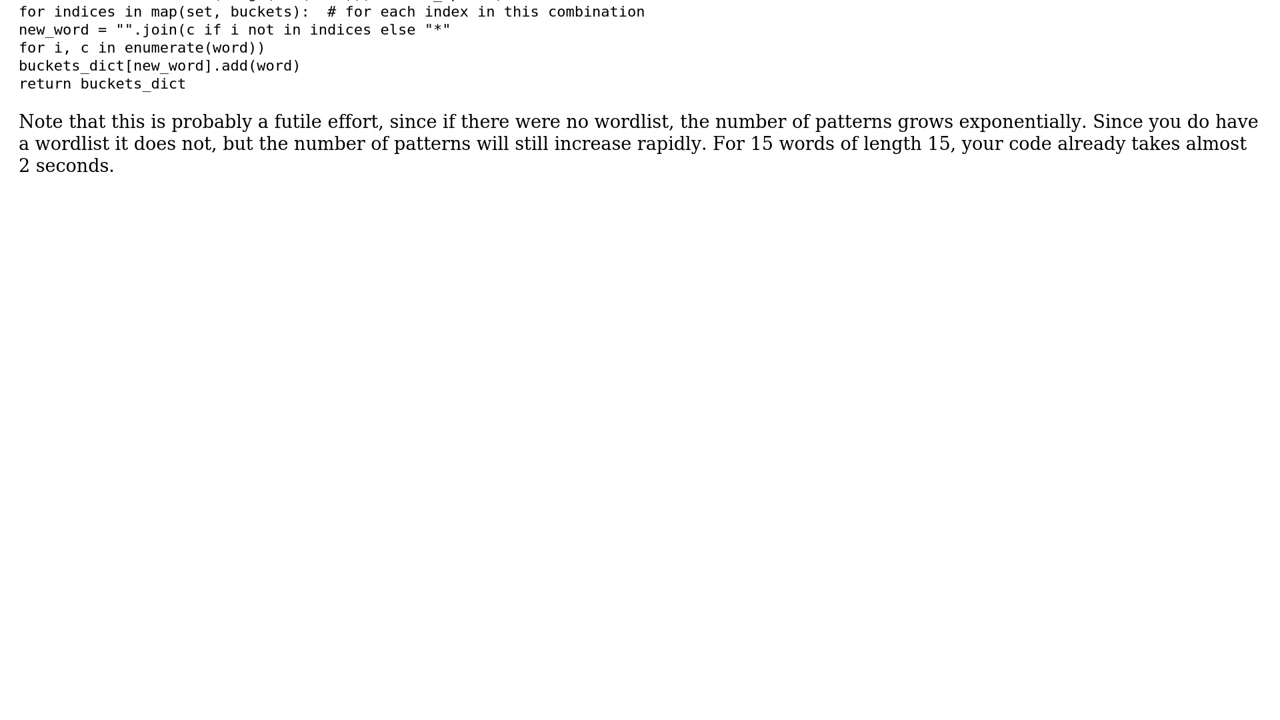 for indices in map(set, buckets):  # for each index in this combination
new_word = "".join(c if i not in indices else "*"
for i, c in enumerate(word))
buckets_dict[new_word].add(word)
return buckets_dict
Note that this is probably a futile effort, since if there were no wordlist, the number of patterns grows exponentially. Since you do have
a wordlist it does not, but the number of patterns will still increase rapidly. For 15 words of length 15, your code already takes almost
2 seconds.